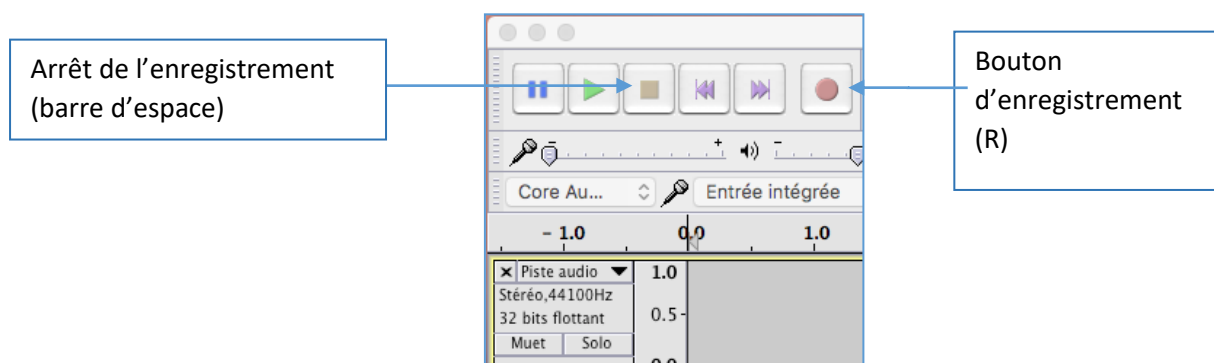 Arrêt de l’enregistrement
(barre d’espace)
Bouton
d’enregistrement
(R)
Core Au...
Entrée intégrée
- 1.0 0.0 1.0
Piste audio 1.0
Stéréo,44100Hz
32 bits flottant 0.5-
Muet Solo